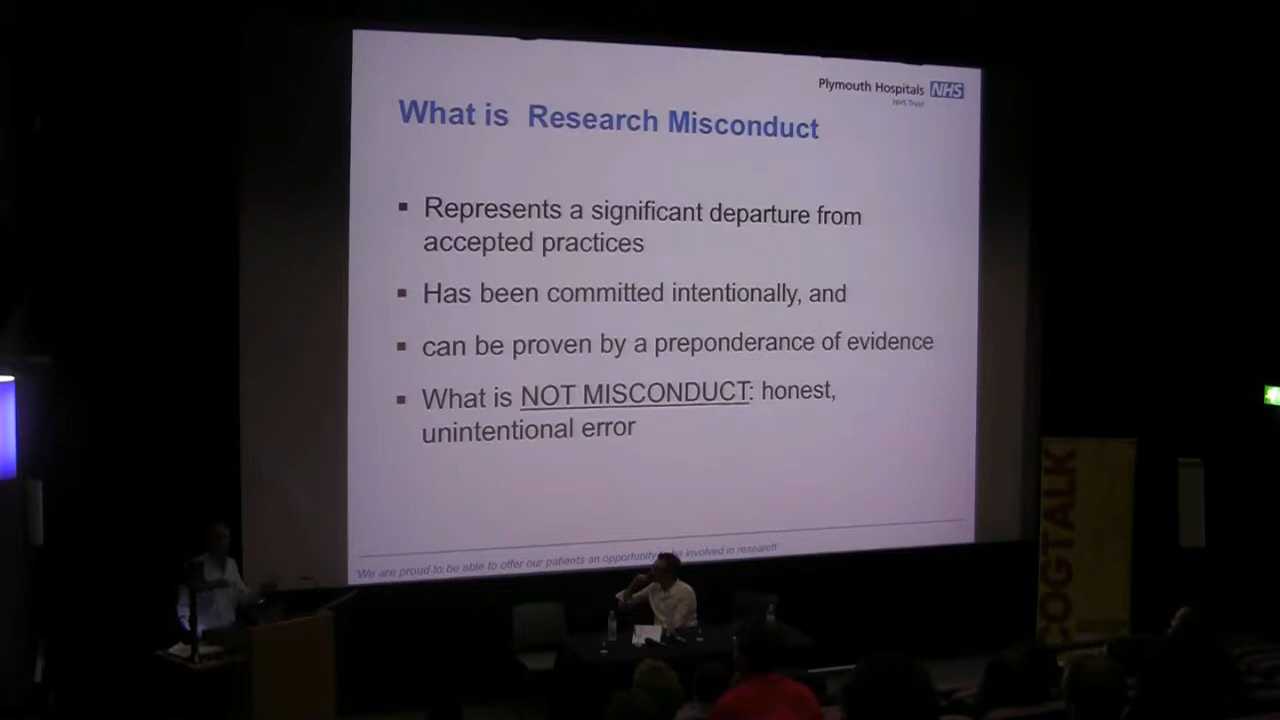 Plymouth Hospitals NHS
NHS Trust
What is Research Misconduct
▪ Represents a significant departure from
accepted practices
▪ Has been committed intentionally, and
▪ can be proven by a preponderance of evidence
▪ What is NOT MISCONDUCT: honest,
unintentional error
'We are proud to be able to offer our patients an opportunity be involved in research'
COGTALK